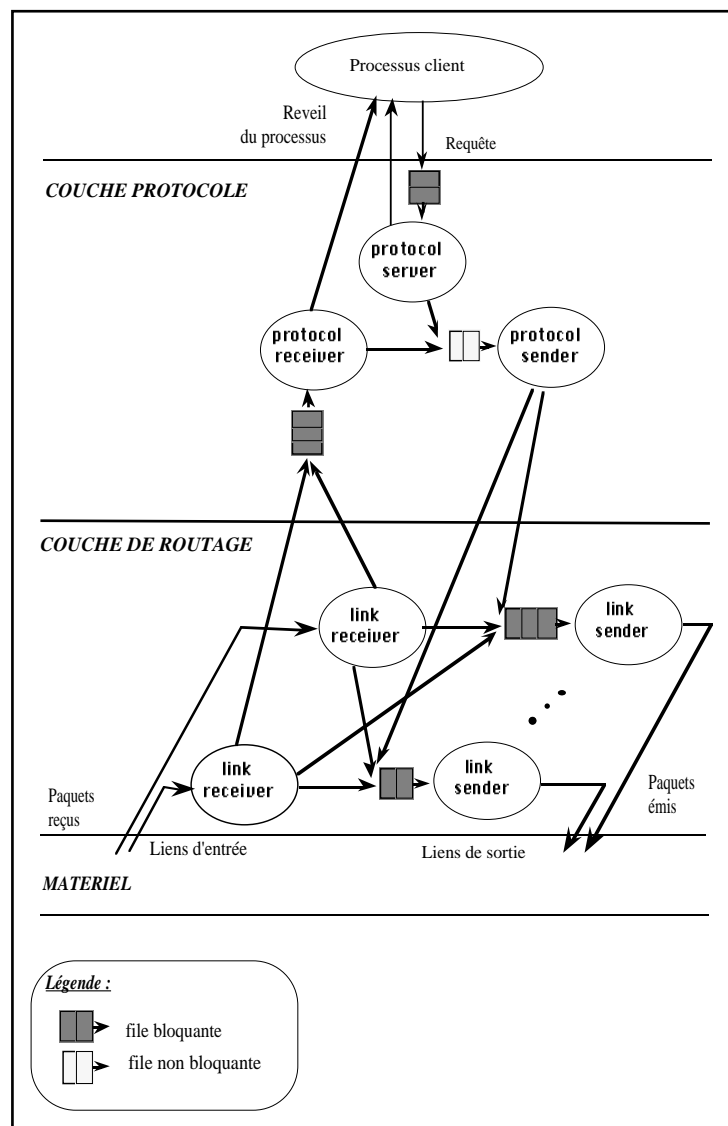 Processus client
Reveil
du processus
Requête
COUCHE PROTOCOLE
protocol
server
protocol
receiver
protocol
sender
COUCHE DE ROUTAGE
link
receiver
link
sender
link
receiver
link
sender
Paquets
reçus
Paquets
émis
Liens d'entrée
Liens de sortie
MATERIEL
Légende :
file bloquante
file non bloquante